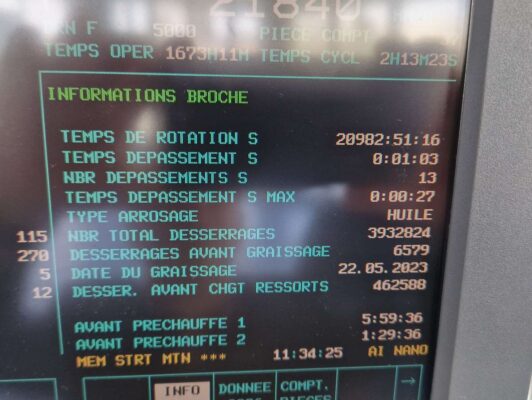 21840
RN F 5000 PIECE COMPT
TEMPS OPER 1673H11M TEMPS CYCL 2H13M23S
INFORMATIONS BROCHE
TEMPS DE ROTATION S 20982:51:16
TEMPS DEPASSEMENT S 0:01:03
NBR DEPASSEMENTS S 13
TEMPS DEPASSEMENT S MAX 0:00:27
TYPE ARROSAGE HUILE
115 NBR TOTAL DESSERRAGES 3932824
270 DESSERRAGES AVANT GRAISSAGE 6579
5 DATE DU GRAISSAGE 22.05.2023
12 DESSER. AVANT CHGT RESSORTS 462588
AVANT PRECHAUFFE 1 5:59:36
AVANT PRECHAUFFE 2 1:29:36
MEM STRT MTN *** 11:34:25 AI NANO
INFO DONNEE COMPT. →
PIECES